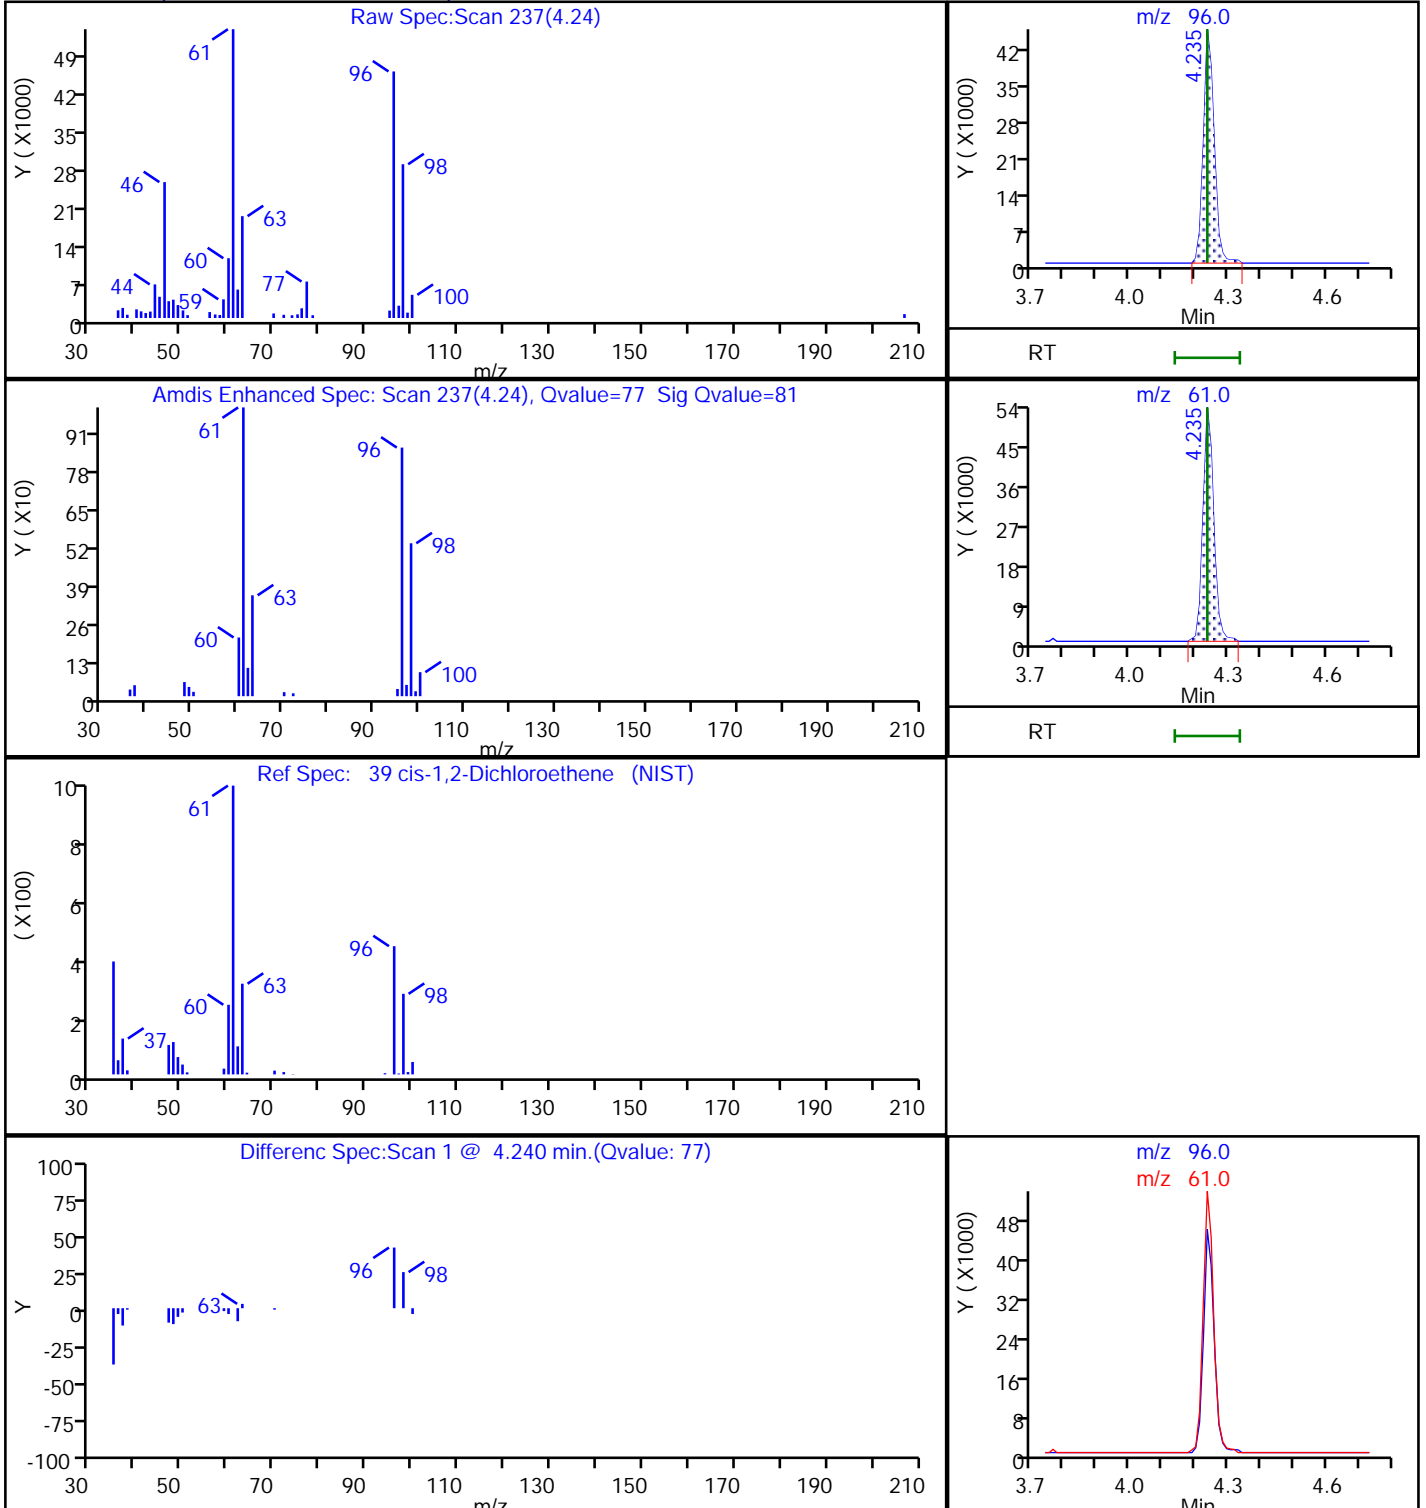 Raw Spec:Scan 237(4.24)
Y ( X1000)
49
42
35
28
21
14
7
0
61
96
98
46
63
60
44
59
77
100
30 50 70 90 110 130 150 170 190 210
m/z
m/z 96.0
Y ( X1000)
42
35
28
21
14
7
0
4.235
3.7 4.0 4.3 4.6
Min
RT
Amdis Enhanced Spec: Scan 237(4.24), Qvalue=77 Sig Qvalue=81
Y ( X10)
91
78
65
52
39
26
13
0
61
96
98
63
60
100
30 50 70 90 110 130 150 170 190 210
m/z
m/z 61.0
Y ( X1000)
54
45
36
27
18
9
0
4.235
3.7 4.0 4.3 4.6
Min
RT
Ref Spec: 39 cis-1,2-Dichloroethene (NIST)
( X100)
10
8
6
4
2
0
61
96
63
98
60
37
30 50 70 90 110 130 150 170 190 210
Differenc Spec:Scan 1 @ 4.240 min.(Qvalue: 77)
Y
100
75
50
25
0
-25
-50
-75
-100
96
98
63
30 50 70 90 110 130 150 170 190 210
m/z
m/z 96.0
m/z 61.0
Y ( X1000)
48
40
32
24
16
8
0
3.7 4.0 4.3 4.6
Min